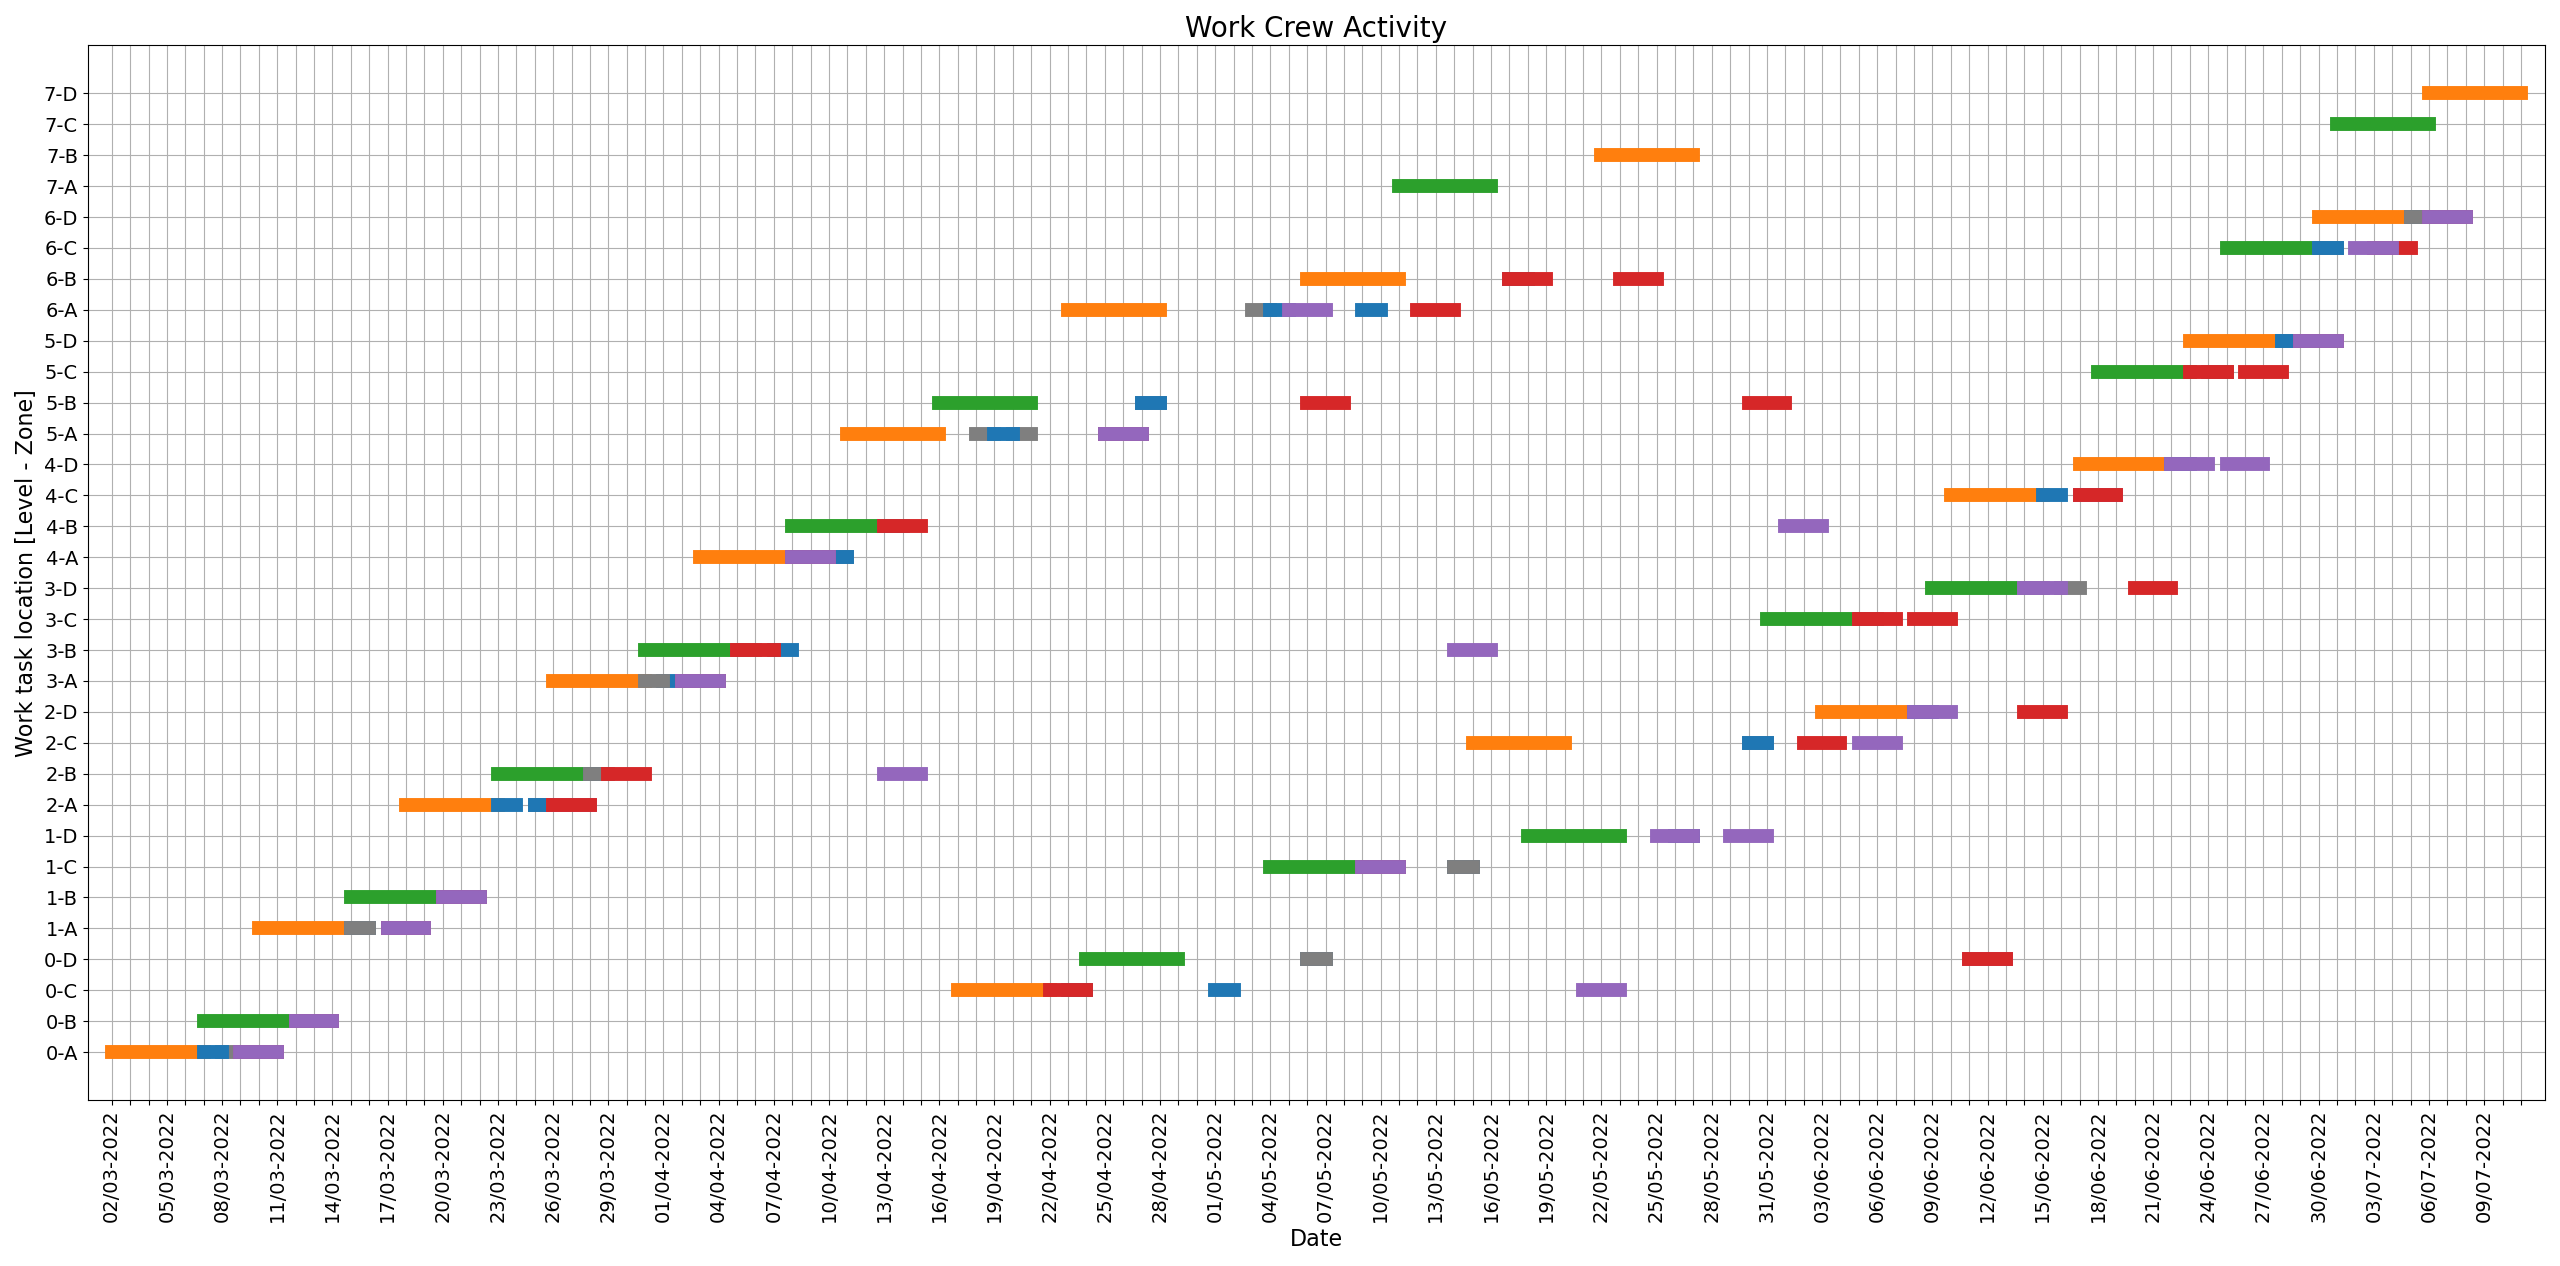 Work Crew Activity
Work task location [Level - Zone]
7-D
7-C
7-B
7-A
6-D
6-C
6-B
6-A
5-D
5-C
5-B
5-A
4-D
4-C
4-B
4-A
3-D
3-C
3-B
3-A
2-D
2-C
2-B
2-A
1-D
1-C
1-B
1-A
0-D
0-C
0-B
0-A
02/03-2022
05/03-2022
08/03-2022
11/03-2022
14/03-2022
17/03-2022
20/03-2022
23/03-2022
26/03-2022
29/03-2022
01/04-2022
04/04-2022
07/04-2022
10/04-2022
13/04-2022
16/04-2022
19/04-2022
22/04-2022
25/04-2022
28/04-2022
01/05-2022
04/05-2022
07/05-2022
10/05-2022
13/05-2022
16/05-2022
19/05-2022
22/05-2022
25/05-2022
28/05-2022
31/05-2022
03/06-2022
06/06-2022
09/06-2022
12/06-2022
15/06-2022
18/06-2022
21/06-2022
24/06-2022
27/06-2022
30/06-2022
03/07-2022
06/07-2022
09/07-2022
Date